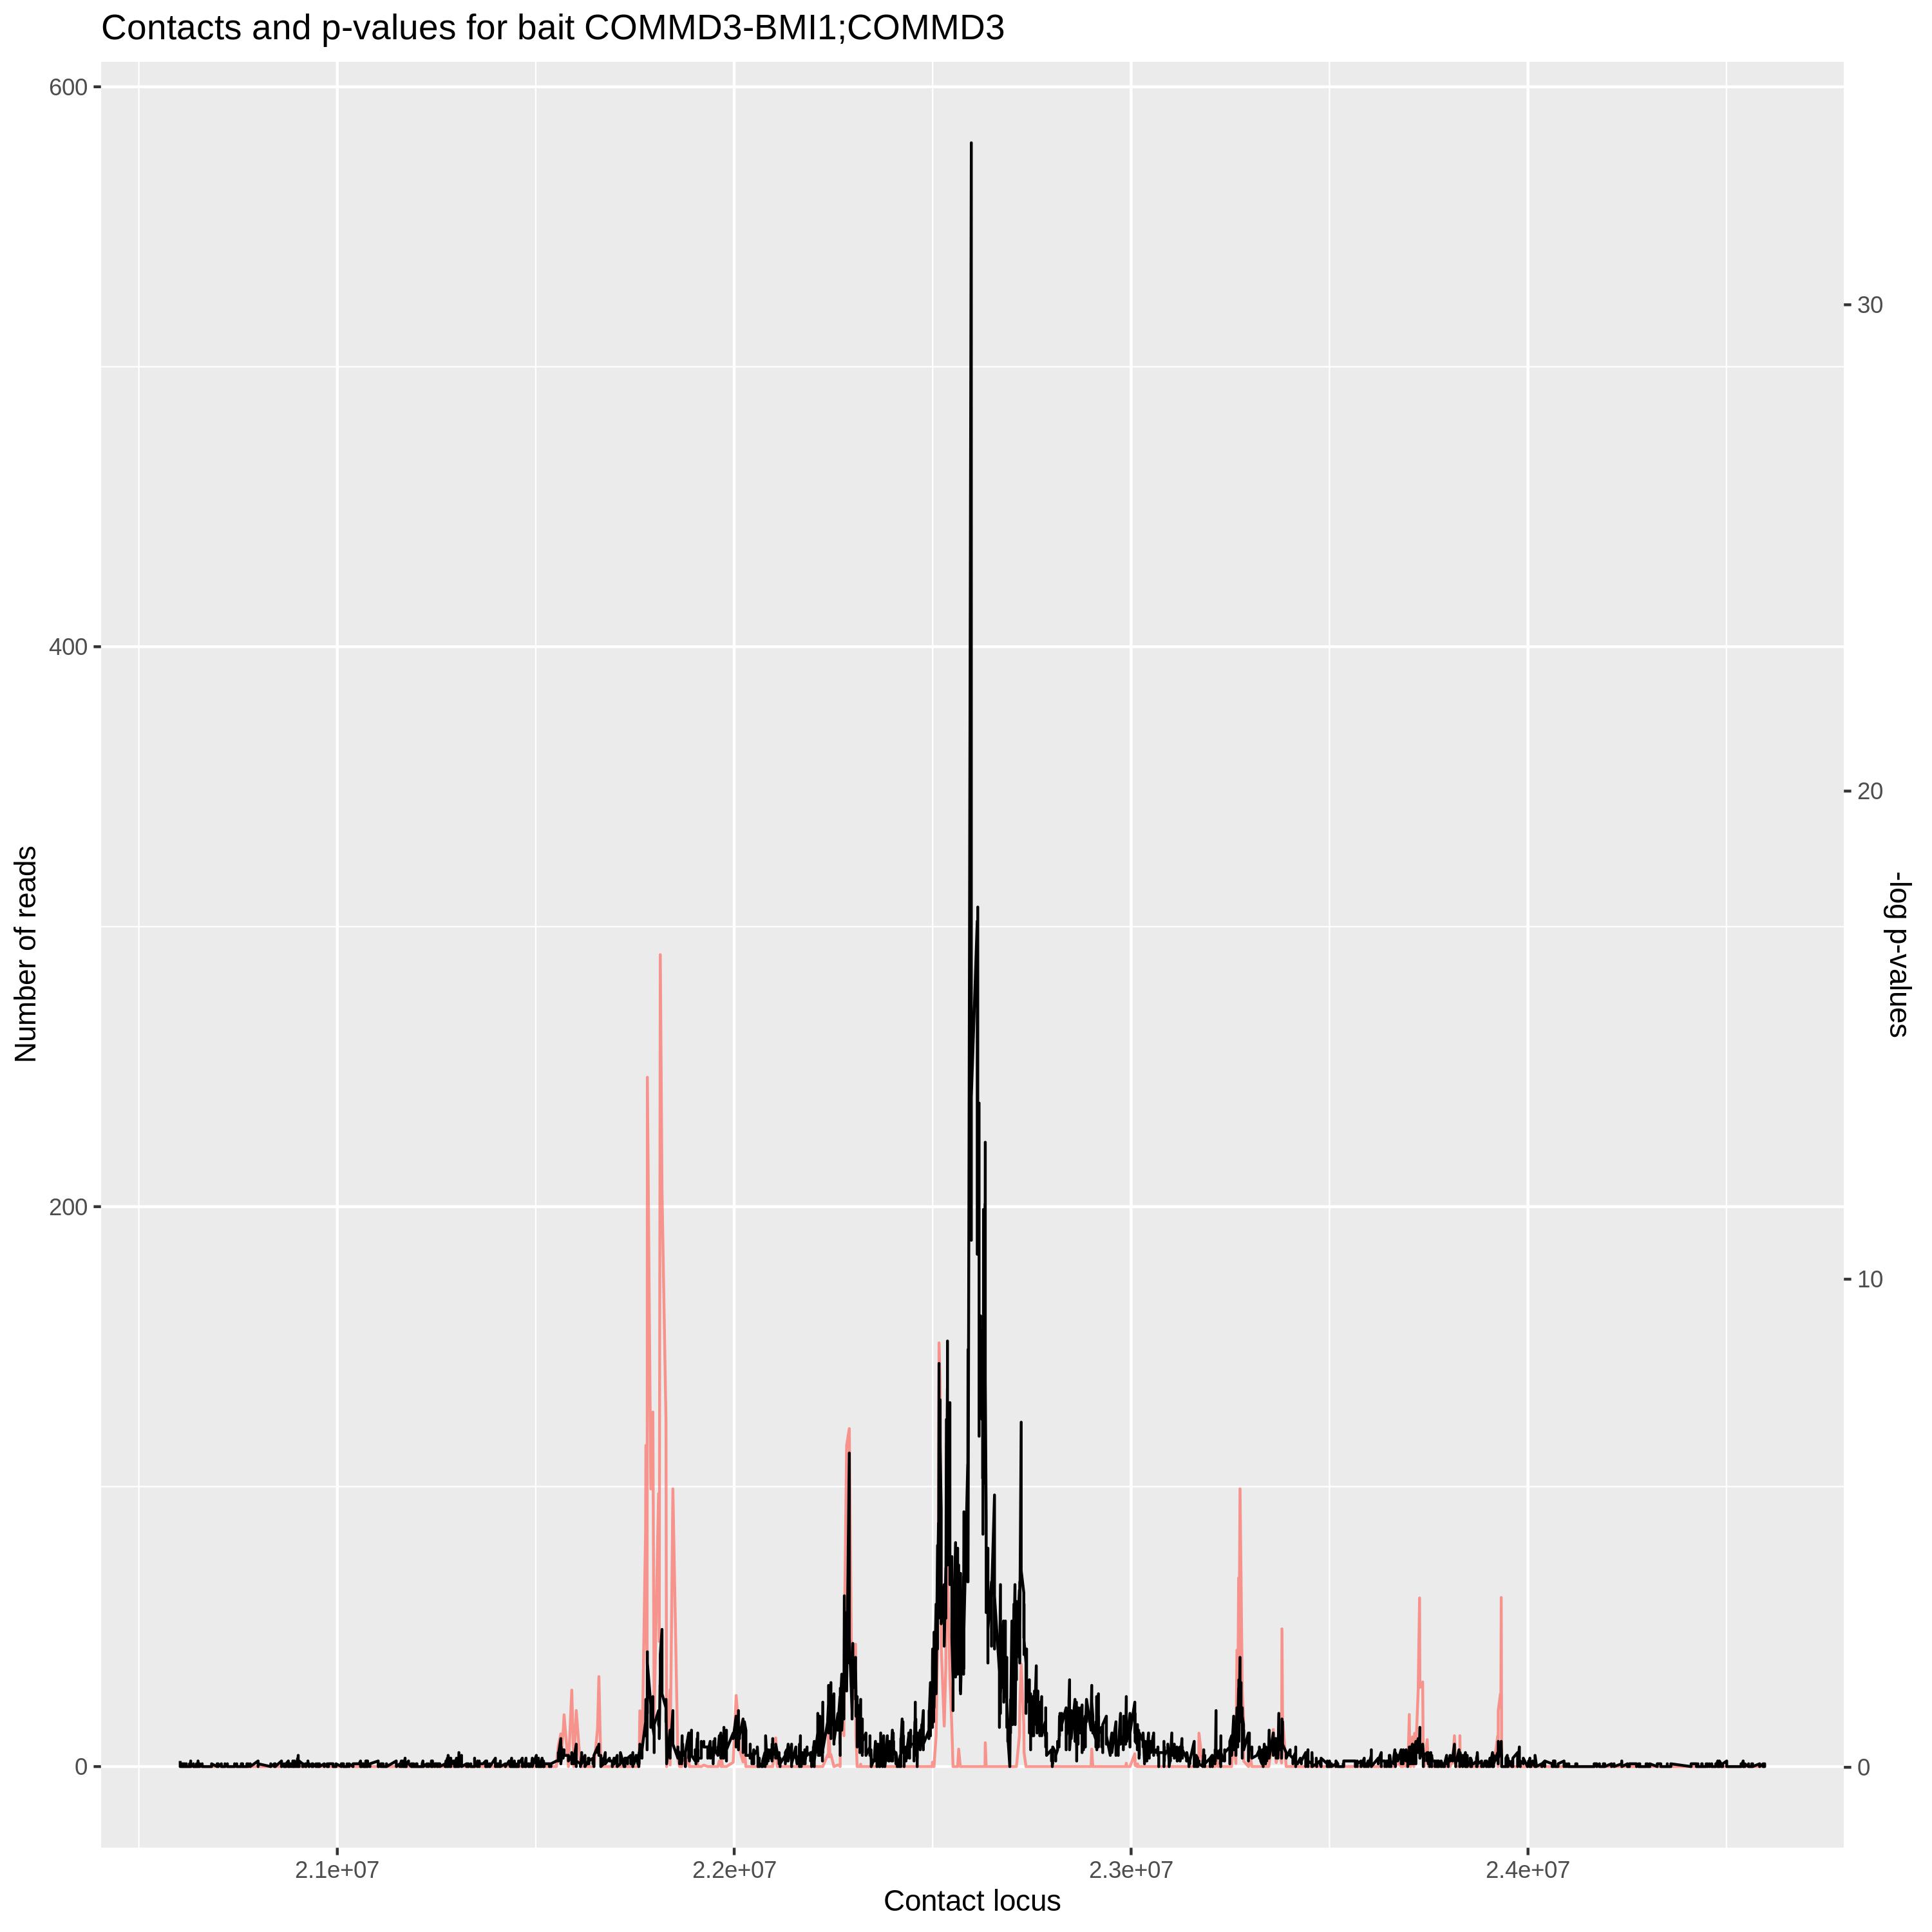 Contacts and p-values for bait COMMD3-BMI1;COMMD3
600
400
200
0
Number of reads
30
20
10
0
-log p-values
2.1e+07
2.2e+07
2.3e+07
2.4e+07
Contact locus